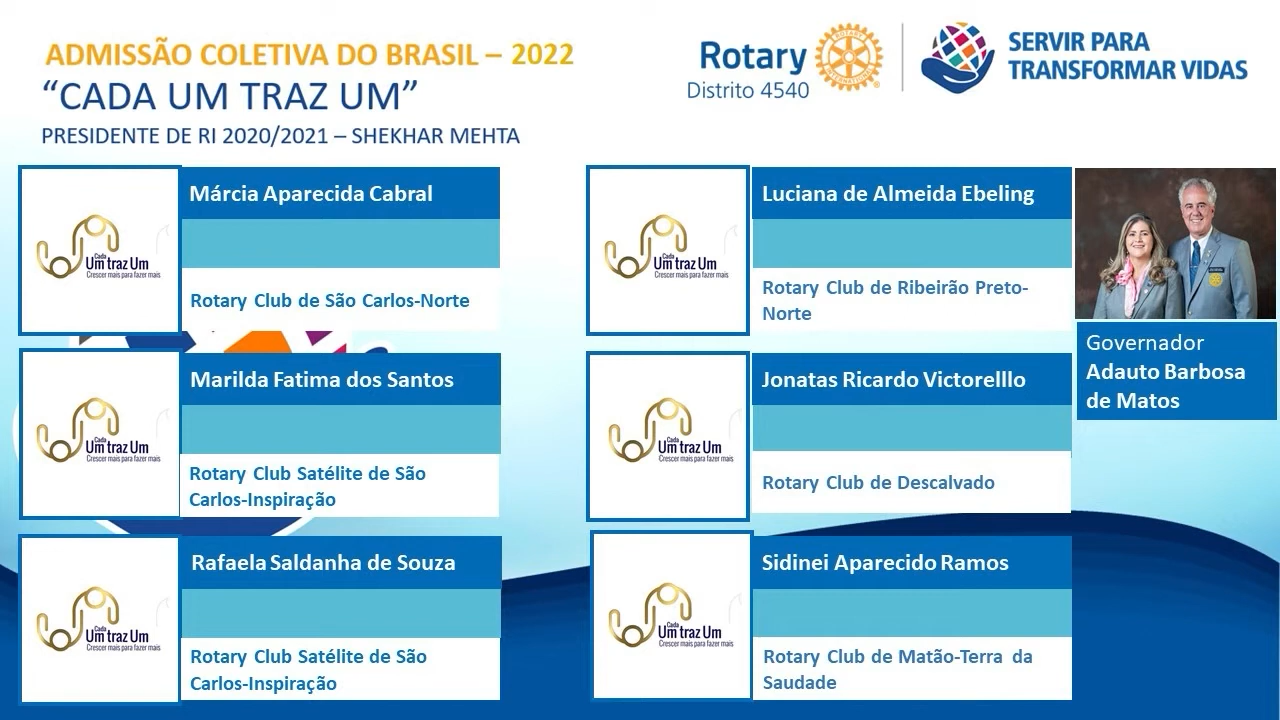 ADMISSÃO COLETIVA DO BRASIL – 2022
“CADA UM TRAZ UM”
PRESIDENTE DE RI 2020/2021 – SHEKHAR MEHTA
Rotary
Distrito 4540
SERVIR PARA
TRANSFORMAR VIDAS
Cada
Um traz Um
Crescer mais para fazer mais
Márcia Aparecida Cabral
Rotary Club de São Carlos-Norte
Cada
Um traz Um
Crescer mais para fazer mais
Luciana de Almeida Ebeling
Rotary Club de Ribeirão Preto-
Norte
Governador
Adauto Barbosa
de Matos
Cada
Um traz Um
Crescer mais para fazer mais
Marilda Fatima dos Santos
Rotary Club Satélite de São
Carlos-Inspiração
Cada
Um traz Um
Crescer mais para fazer mais
Jonatas Ricardo Victorelllo
Rotary Club de Descalvado
Cada
Um traz Um
Crescer mais para fazer mais
Rafaela Saldanha de Souza
Rotary Club Satélite de São
Carlos-Inspiração
Cada
Um traz Um
Crescer mais para fazer mais
Sidinei Aparecido Ramos
Rotary Club de Matão-Terra da
Saudade